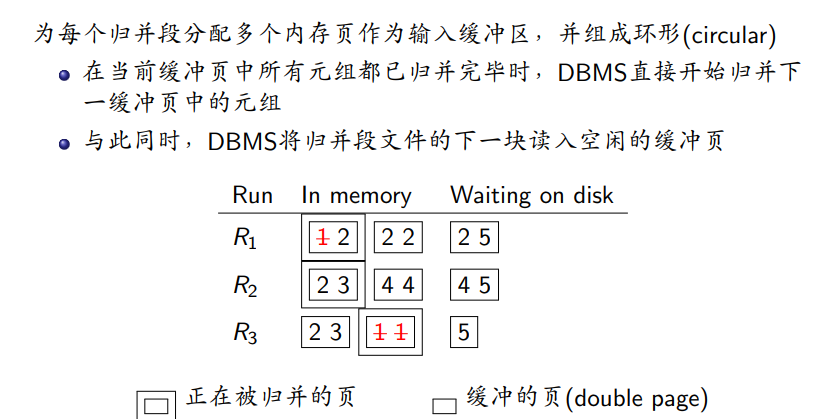 为每个归并段分配多个内存页作为输入缓冲区，并组成环形(circular)
在当前缓冲页中所有元组都已归并完毕时，DBMS直接开始归并下
一缓冲页中的元组
与此同时，DBMS将归并段文件的下一块读入空闲的缓冲页
Run In memory Waiting on disk
R1 1 2 2 2 2 5
R2 2 3 4 4 4 5
R3 2 3 1 1 5
正在被归并的页 缓冲的页(double page)